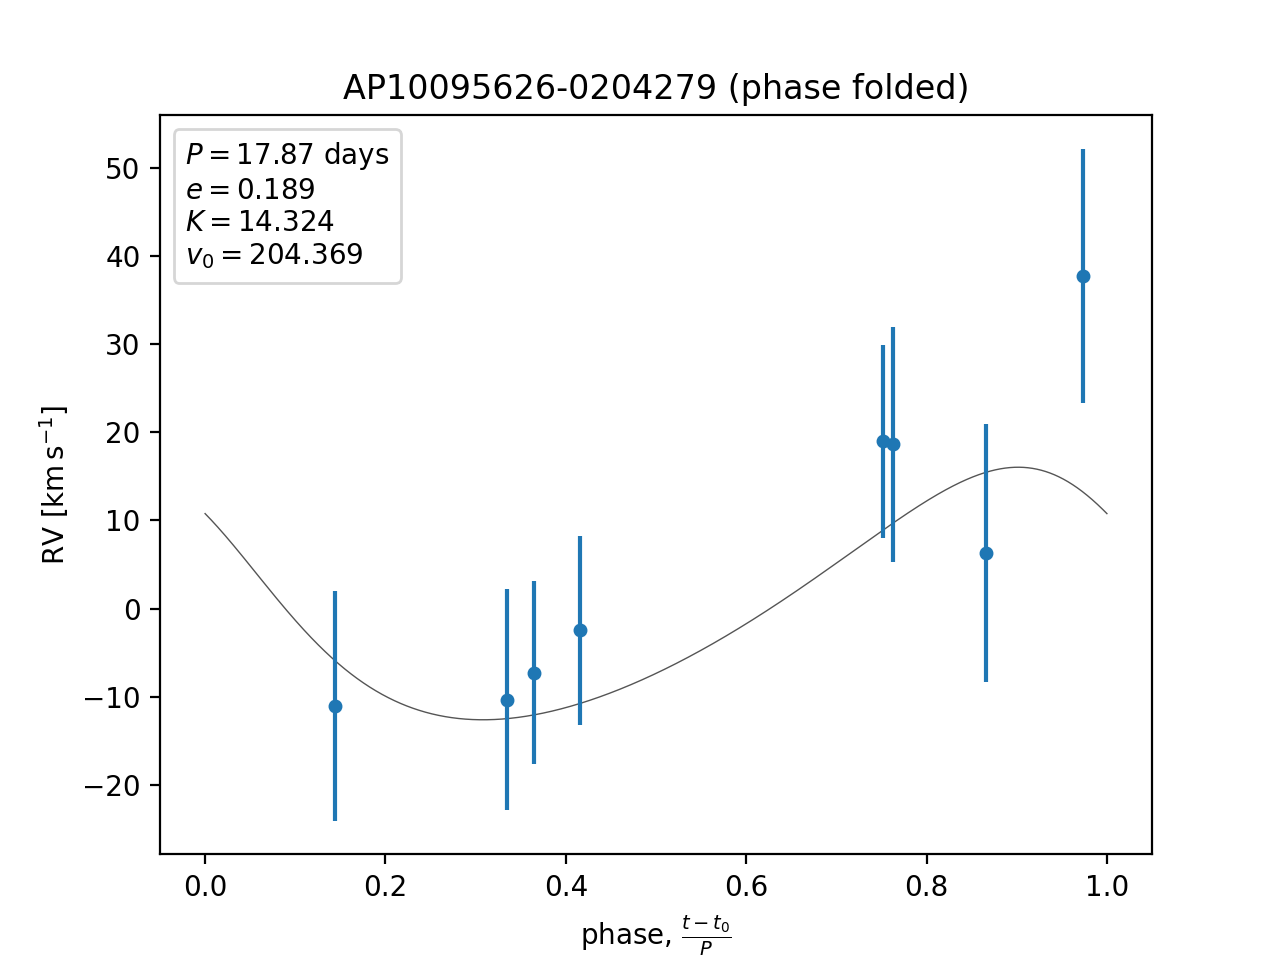 AP10095626-0204279 (phase folded)
P = 17.87 days
e = 0.189
K = 14.324
v₀ = 204.369
50
40
30
20
10
0
−10
−20
RV [km s⁻¹]
0.0 0.2 0.4 0.6 0.8 1.0
phase, (t − t₀)/P